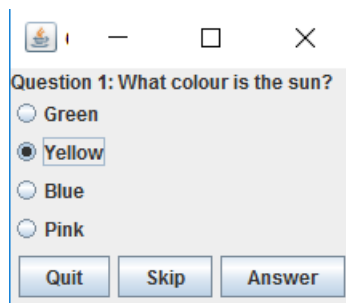 Question 1: What colour is the sun?
Green
Yellow
Blue
Pink
Quit Skip Answer